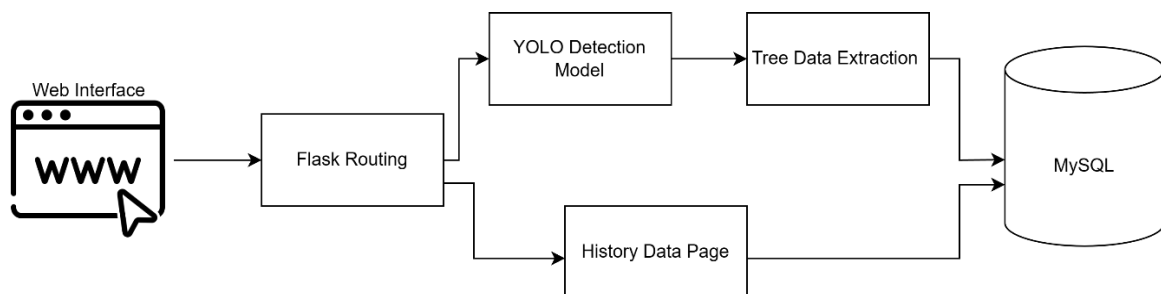 Web Interface
WWW
Flask Routing
YOLO Detection
Model
Tree Data Extraction
History Data Page
MySQL